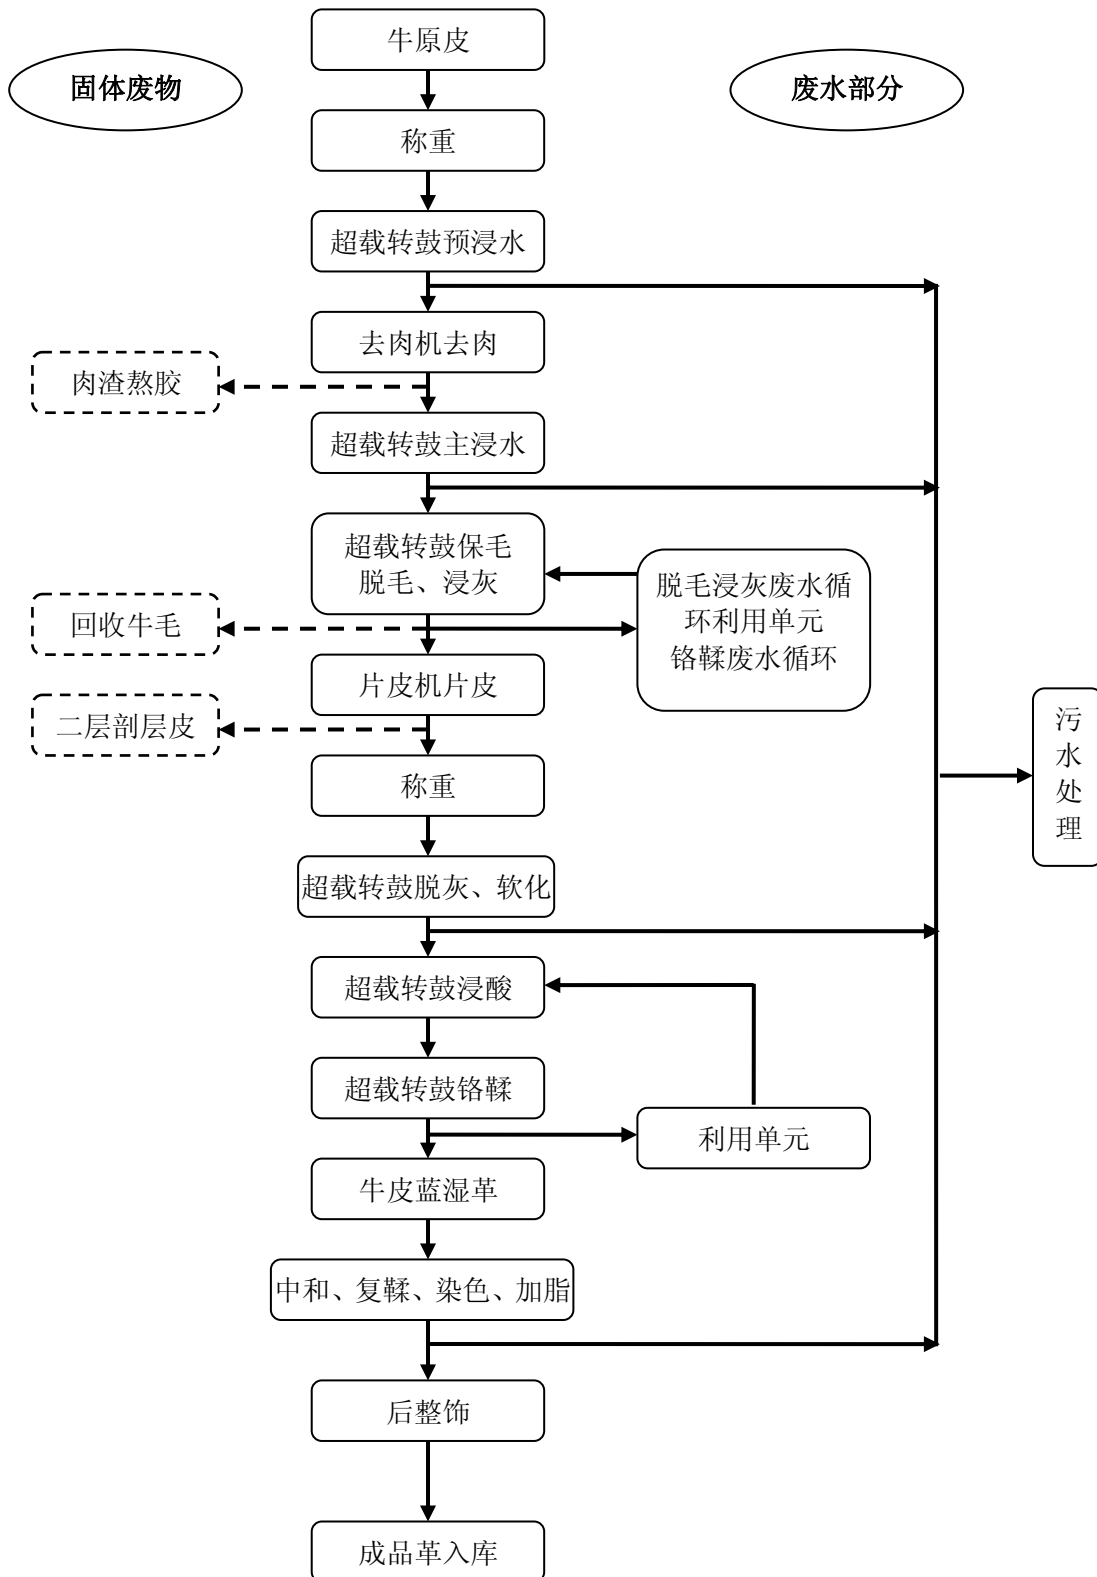 牛原皮
固体废物
废水部分
称重
超载转鼓预浸水
去肉机去肉
肉渣熬胶
超载转鼓主浸水
超载转鼓保毛
脱毛、浸灰
脱毛浸灰废水循
环利用单元
铬鞣废水循环
回收牛毛
片皮机片皮
二层剖层皮
污
水
处
理
称重
超载转鼓脱灰、软化
超载转鼓浸酸
超载转鼓铬鞣
利用单元
牛皮蓝湿革
中和、复鞣、染色、加脂
后整饰
成品革入库